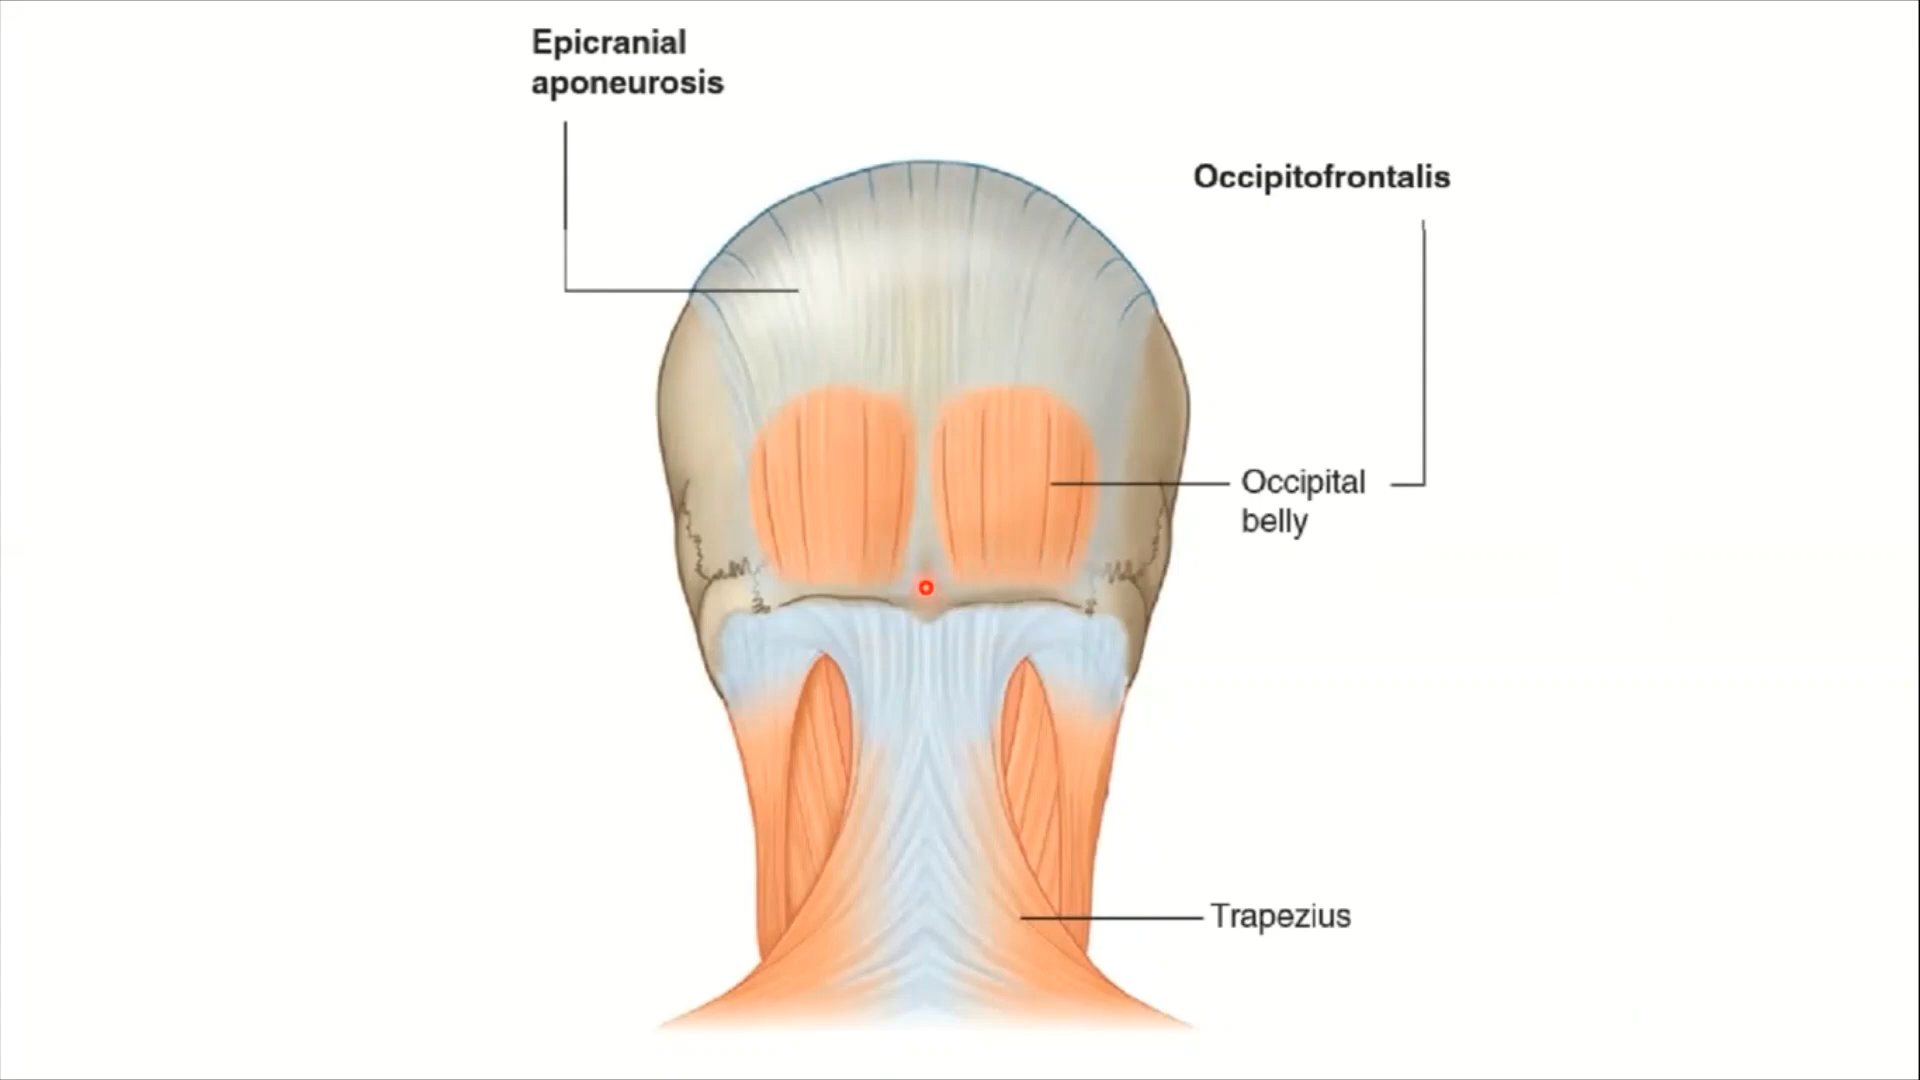 Epicranial
aponeurosis
Occipitofrontalis
Occipital
belly
Trapezius